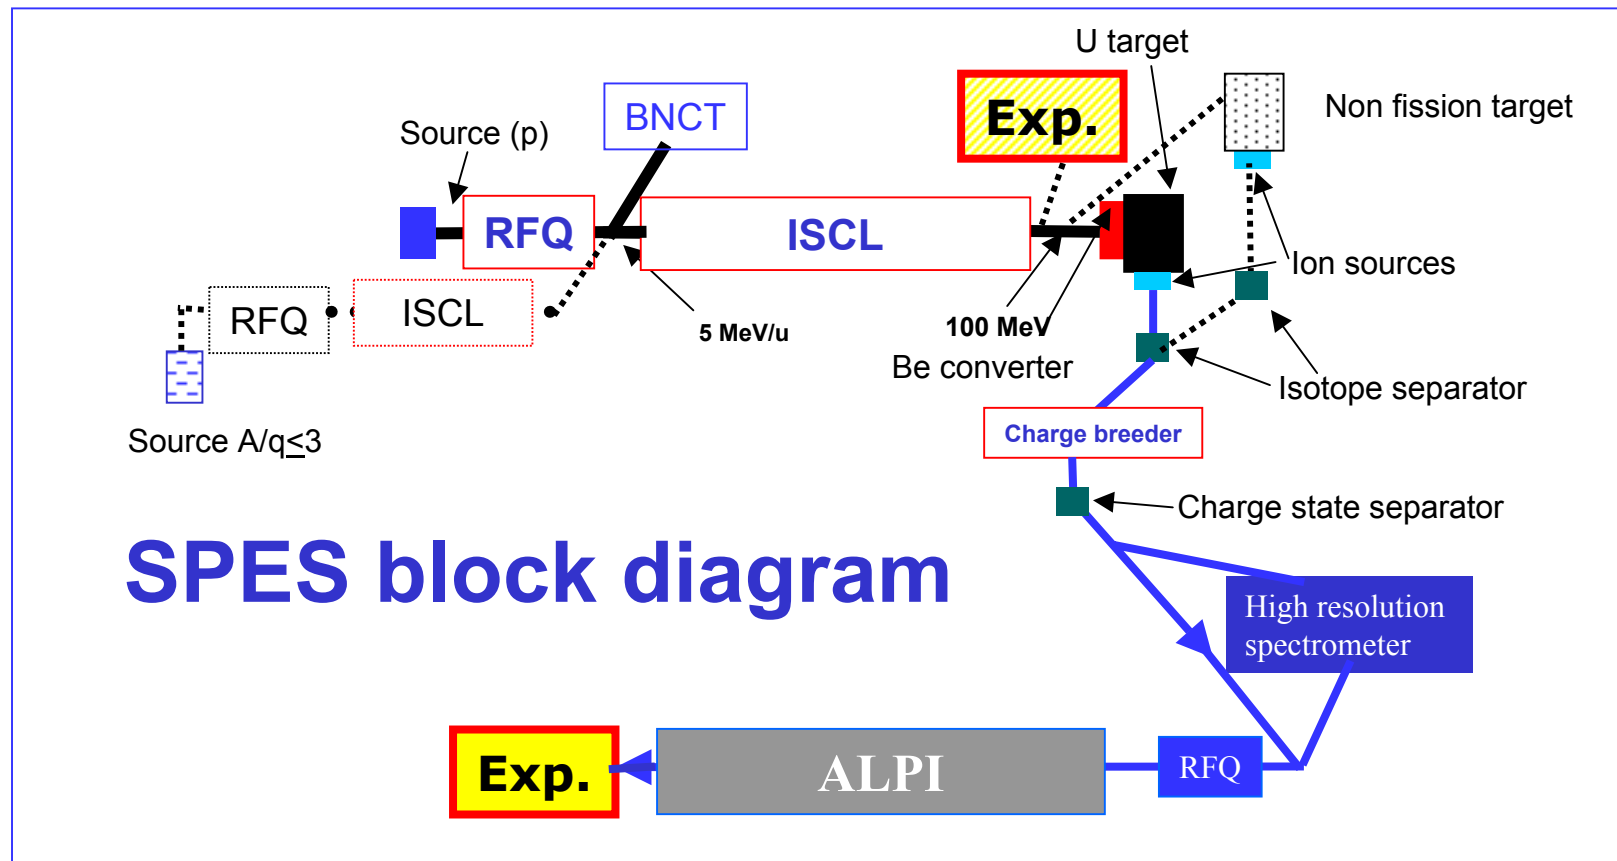 U target
BNCT
Exp.
Non fission target
Source (p)
RFQ
ISCL
Ion sources
RFQ
ISCL
5 MeV/u
100 MeV
Be converter
Isotope separator
Source A/q≤3
Charge breeder
Charge state separator
SPES block diagram
High resolution
spectrometer
Exp.
ALPI
RFQ